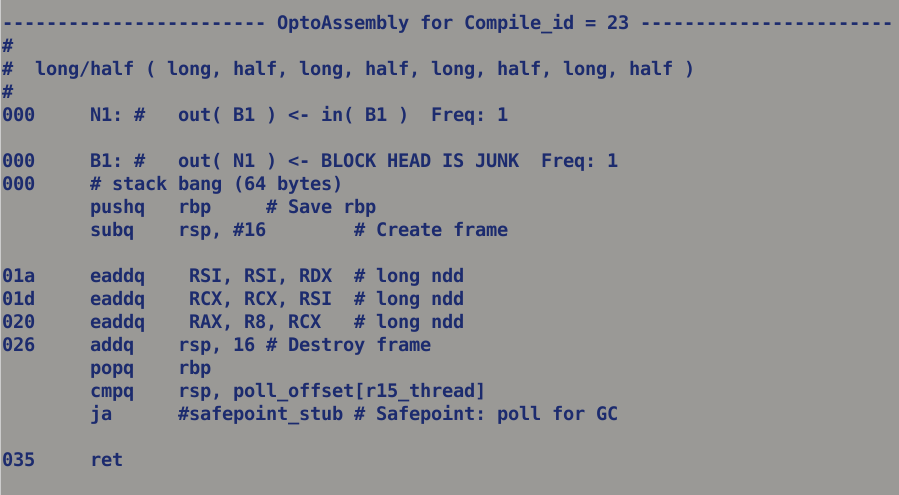 ------------------------ OptoAssembly for Compile_id = 23 -----------------------
#
#  long/half ( long, half, long, half, long, half, long, half )
#
000     N1: #   out( B1 ) <- in( B1 )  Freq: 1
000     B1: #   out( N1 ) <- BLOCK HEAD IS JUNK  Freq: 1
000     # stack bang (64 bytes)
        pushq   rbp     # Save rbp
        subq    rsp, #16        # Create frame
01a     eaddq    RSI, RSI, RDX  # long ndd
01d     eaddq    RCX, RCX, RSI  # long ndd
020     eaddq    RAX, R8, RCX   # long ndd
026     addq    rsp, 16 # Destroy frame
        popq    rbp
        cmpq    rsp, poll_offset[r15_thread]
        ja      #safepoint_stub # Safepoint: poll for GC
035     ret